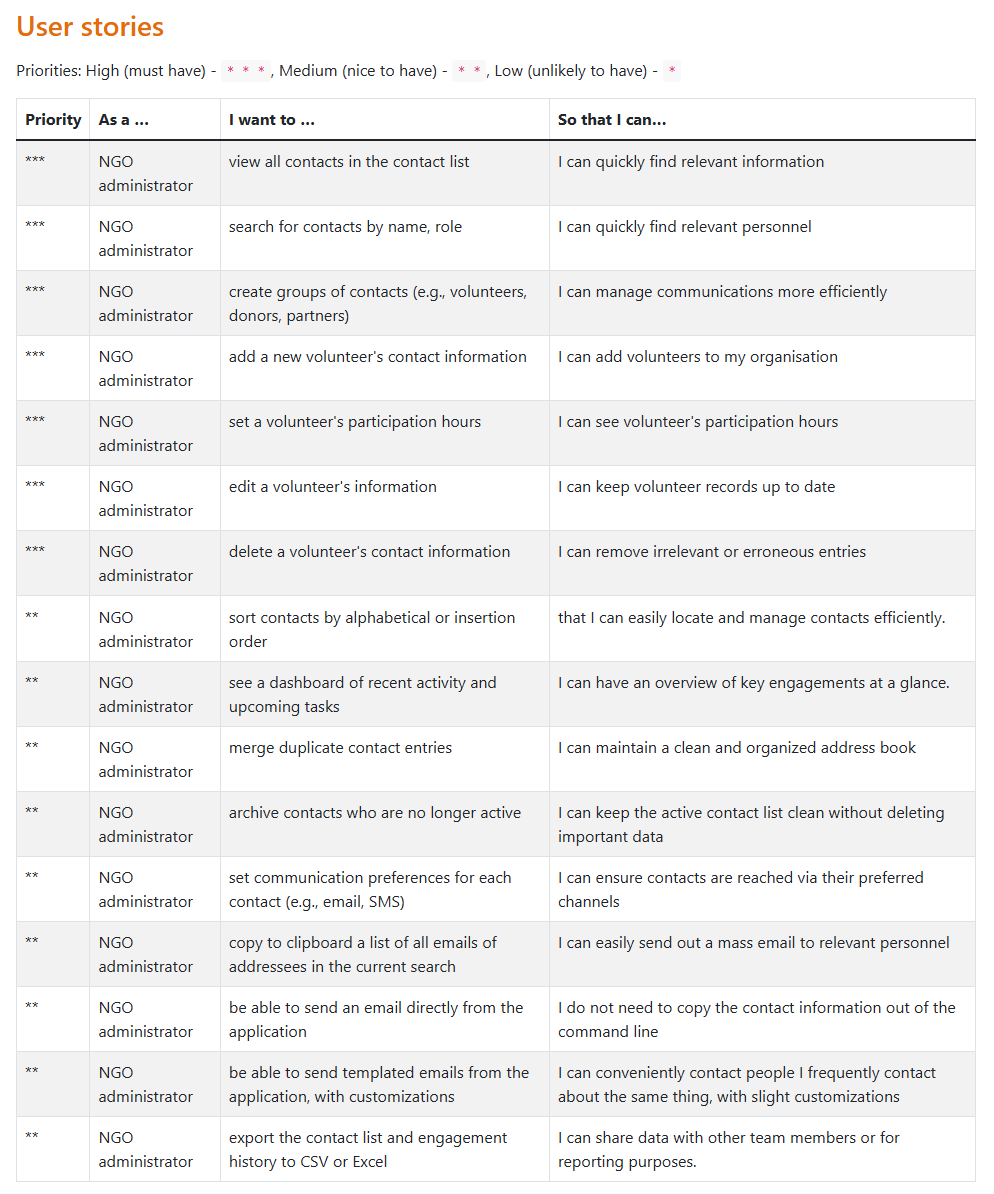 User stories
Priorities: High (must have) - * * *, Medium (nice to have) - * *, Low (unlikely to have) - *
Priority As a ... I want to ... So that I can...
*** NGO administrator view all contacts in the contact list I can quickly find relevant information
*** NGO administrator search for contacts by name, role I can quickly find relevant personnel
*** NGO administrator create groups of contacts (e.g., volunteers, donors, partners) I can manage communications more efficiently
*** NGO administrator add a new volunteer's contact information I can add volunteers to my organisation
*** NGO administrator set a volunteer's participation hours I can see volunteer's participation hours
*** NGO administrator edit a volunteer's information I can keep volunteer records up to date
*** NGO administrator delete a volunteer's contact information I can remove irrelevant or erroneous entries
** NGO administrator sort contacts by alphabetical or insertion order that I can easily locate and manage contacts efficiently.
** NGO administrator see a dashboard of recent activity and upcoming tasks I can have an overview of key engagements at a glance.
** NGO administrator merge duplicate contact entries I can maintain a clean and organized address book
** NGO administrator archive contacts who are no longer active I can keep the active contact list clean without deleting important data
** NGO administrator set communication preferences for each contact (e.g., email, SMS) I can ensure contacts are reached via their preferred channels
** NGO administrator copy to clipboard a list of all emails of addressees in the current search I can easily send out a mass email to relevant personnel
** NGO administrator be able to send an email directly from the application I do not need to copy the contact information out of the command line
** NGO administrator be able to send templated emails from the application, with customizations I can conveniently contact people I frequently contact about the same thing, with slight customizations
** NGO administrator export the contact list and engagement history to CSV or Excel I can share data with other team members or for reporting purposes.